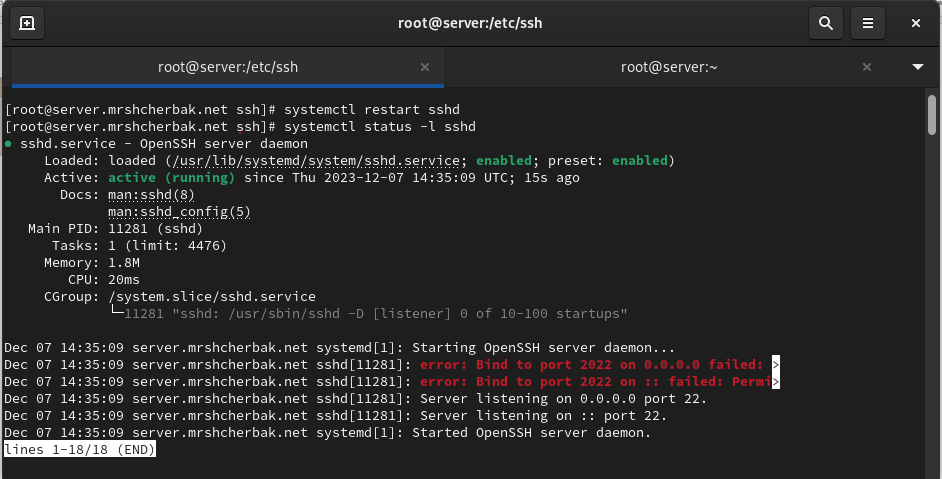 root@server:/etc/ssh
root@server:/etc/ssh
root@server:~
[root@server.mrshcherbak.net ssh]# systemctl restart sshd
[root@server.mrshcherbak.net ssh]# systemctl status -l sshd
● sshd.service - OpenSSH server daemon
Loaded: loaded (/usr/lib/systemd/system/sshd.service; enabled; preset: enabled)
Active: active (running) since Thu 2023-12-07 14:35:09 UTC; 15s ago
Docs: man:sshd(8)
man:sshd_config(5)
Main PID: 11281 (sshd)
Tasks: 1 (limit: 4476)
Memory: 1.8M
CPU: 20ms
CGroup: /system.slice/sshd.service
└─11281 "sshd: /usr/sbin/sshd -D [listener] 0 of 10-100 startups"
Dec 07 14:35:09 server.mrshcherbak.net systemd[1]: Starting OpenSSH server daemon...
Dec 07 14:35:09 server.mrshcherbak.net sshd[11281]: error: Bind to port 2022 on 0.0.0.0 failed: >
Dec 07 14:35:09 server.mrshcherbak.net sshd[11281]: error: Bind to port 2022 on :: failed: Permi>
Dec 07 14:35:09 server.mrshcherbak.net sshd[11281]: Server listening on 0.0.0.0 port 22.
Dec 07 14:35:09 server.mrshcherbak.net sshd[11281]: Server listening on :: port 22.
Dec 07 14:35:09 server.mrshcherbak.net systemd[1]: Started OpenSSH server daemon.
lines 1-18/18 (END)